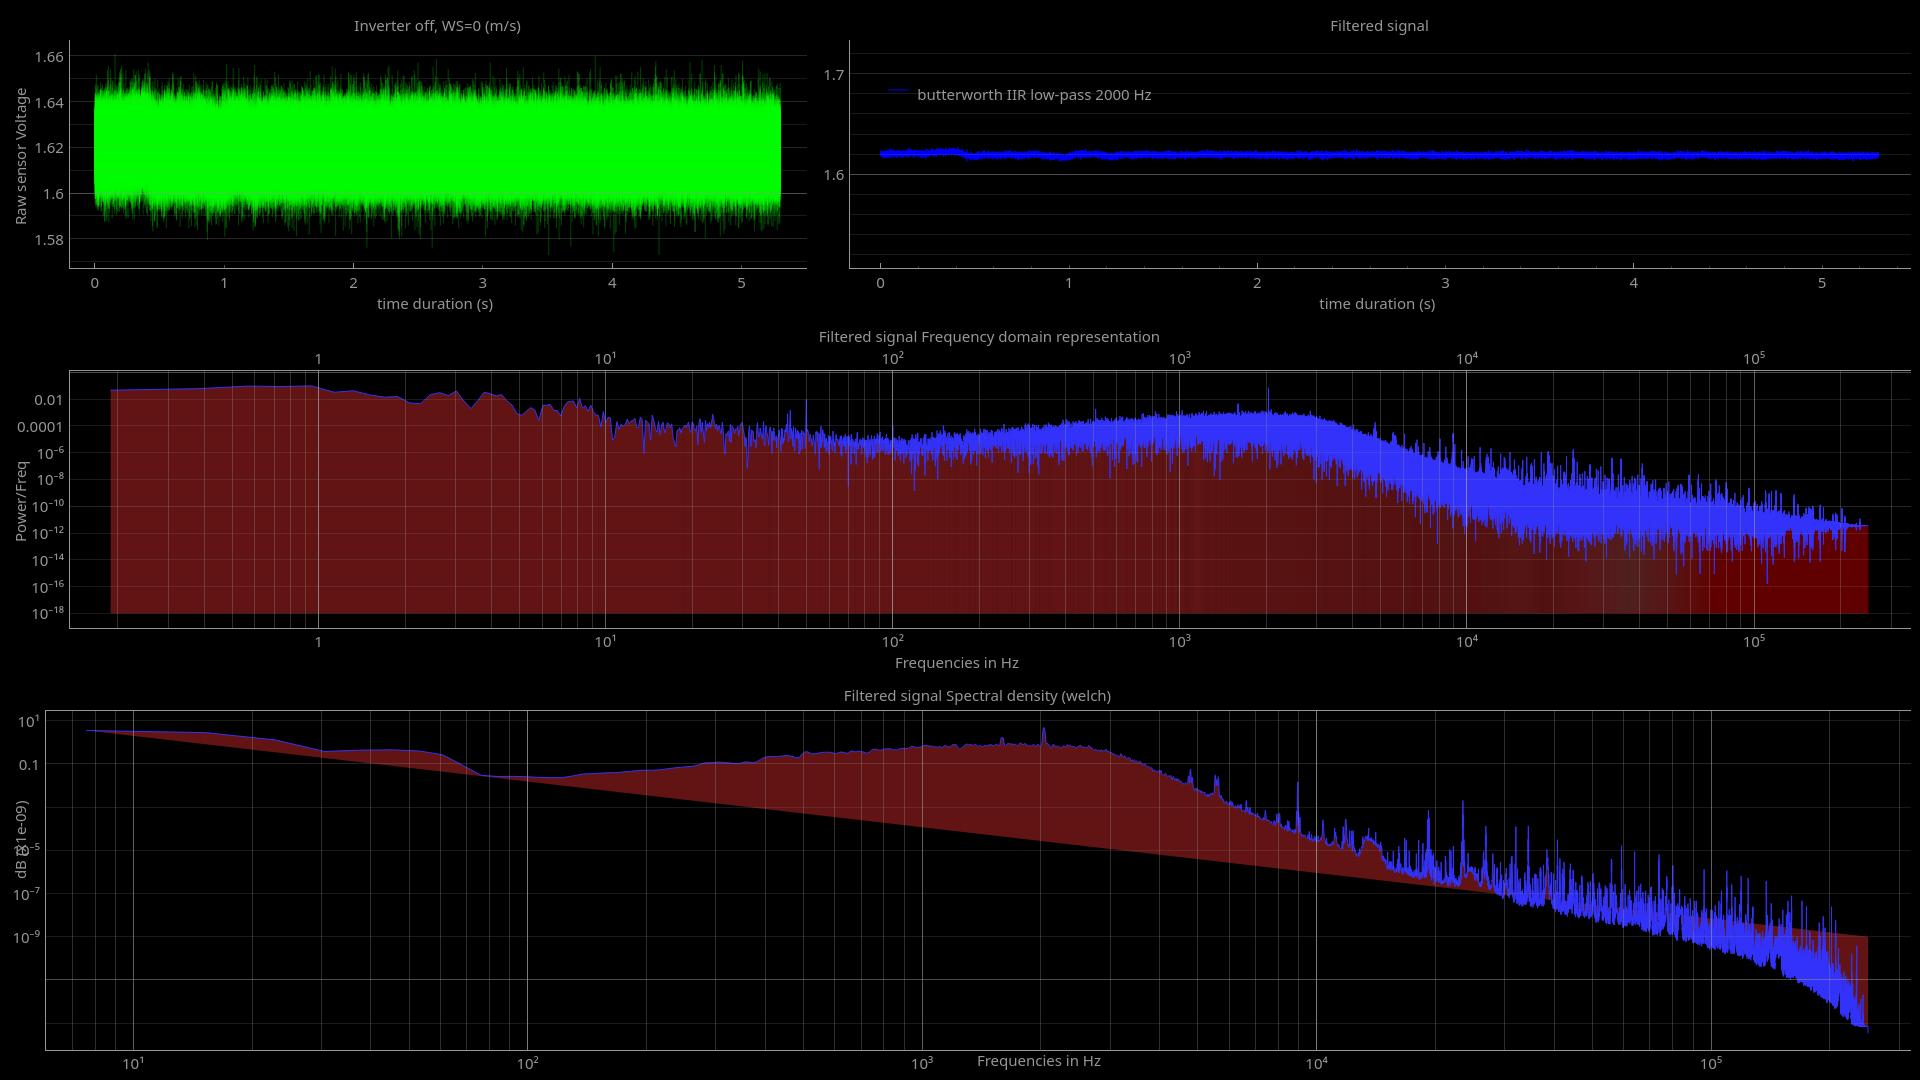 Inverter off, WS=0 (m/s)
Raw sensor Voltage
1.66
1.64
1.62
1.6
1.58
0 1 2 3 4 5
time duration (s)
Filtered signal
1.7
1.6
butterworth IIR low-pass 2000 Hz
0 1 2 3 4 5
time duration (s)
Filtered signal Frequency domain representation
1 10¹ 10² 10³ 10⁴ 10⁵
Power/Freq
0.01
0.0001
10⁻⁶
10⁻⁸
10⁻¹⁰
10⁻¹²
10⁻¹⁴
10⁻¹⁶
10⁻¹⁸
1 10¹ 10² 10³ 10⁴ 10⁵
Frequencies in Hz
Filtered signal Spectral density (welch)
10¹
0.1
10⁻⁷
10⁻⁹
10¹ 10² 10³ 10⁴ 10⁵
Frequencies in Hz